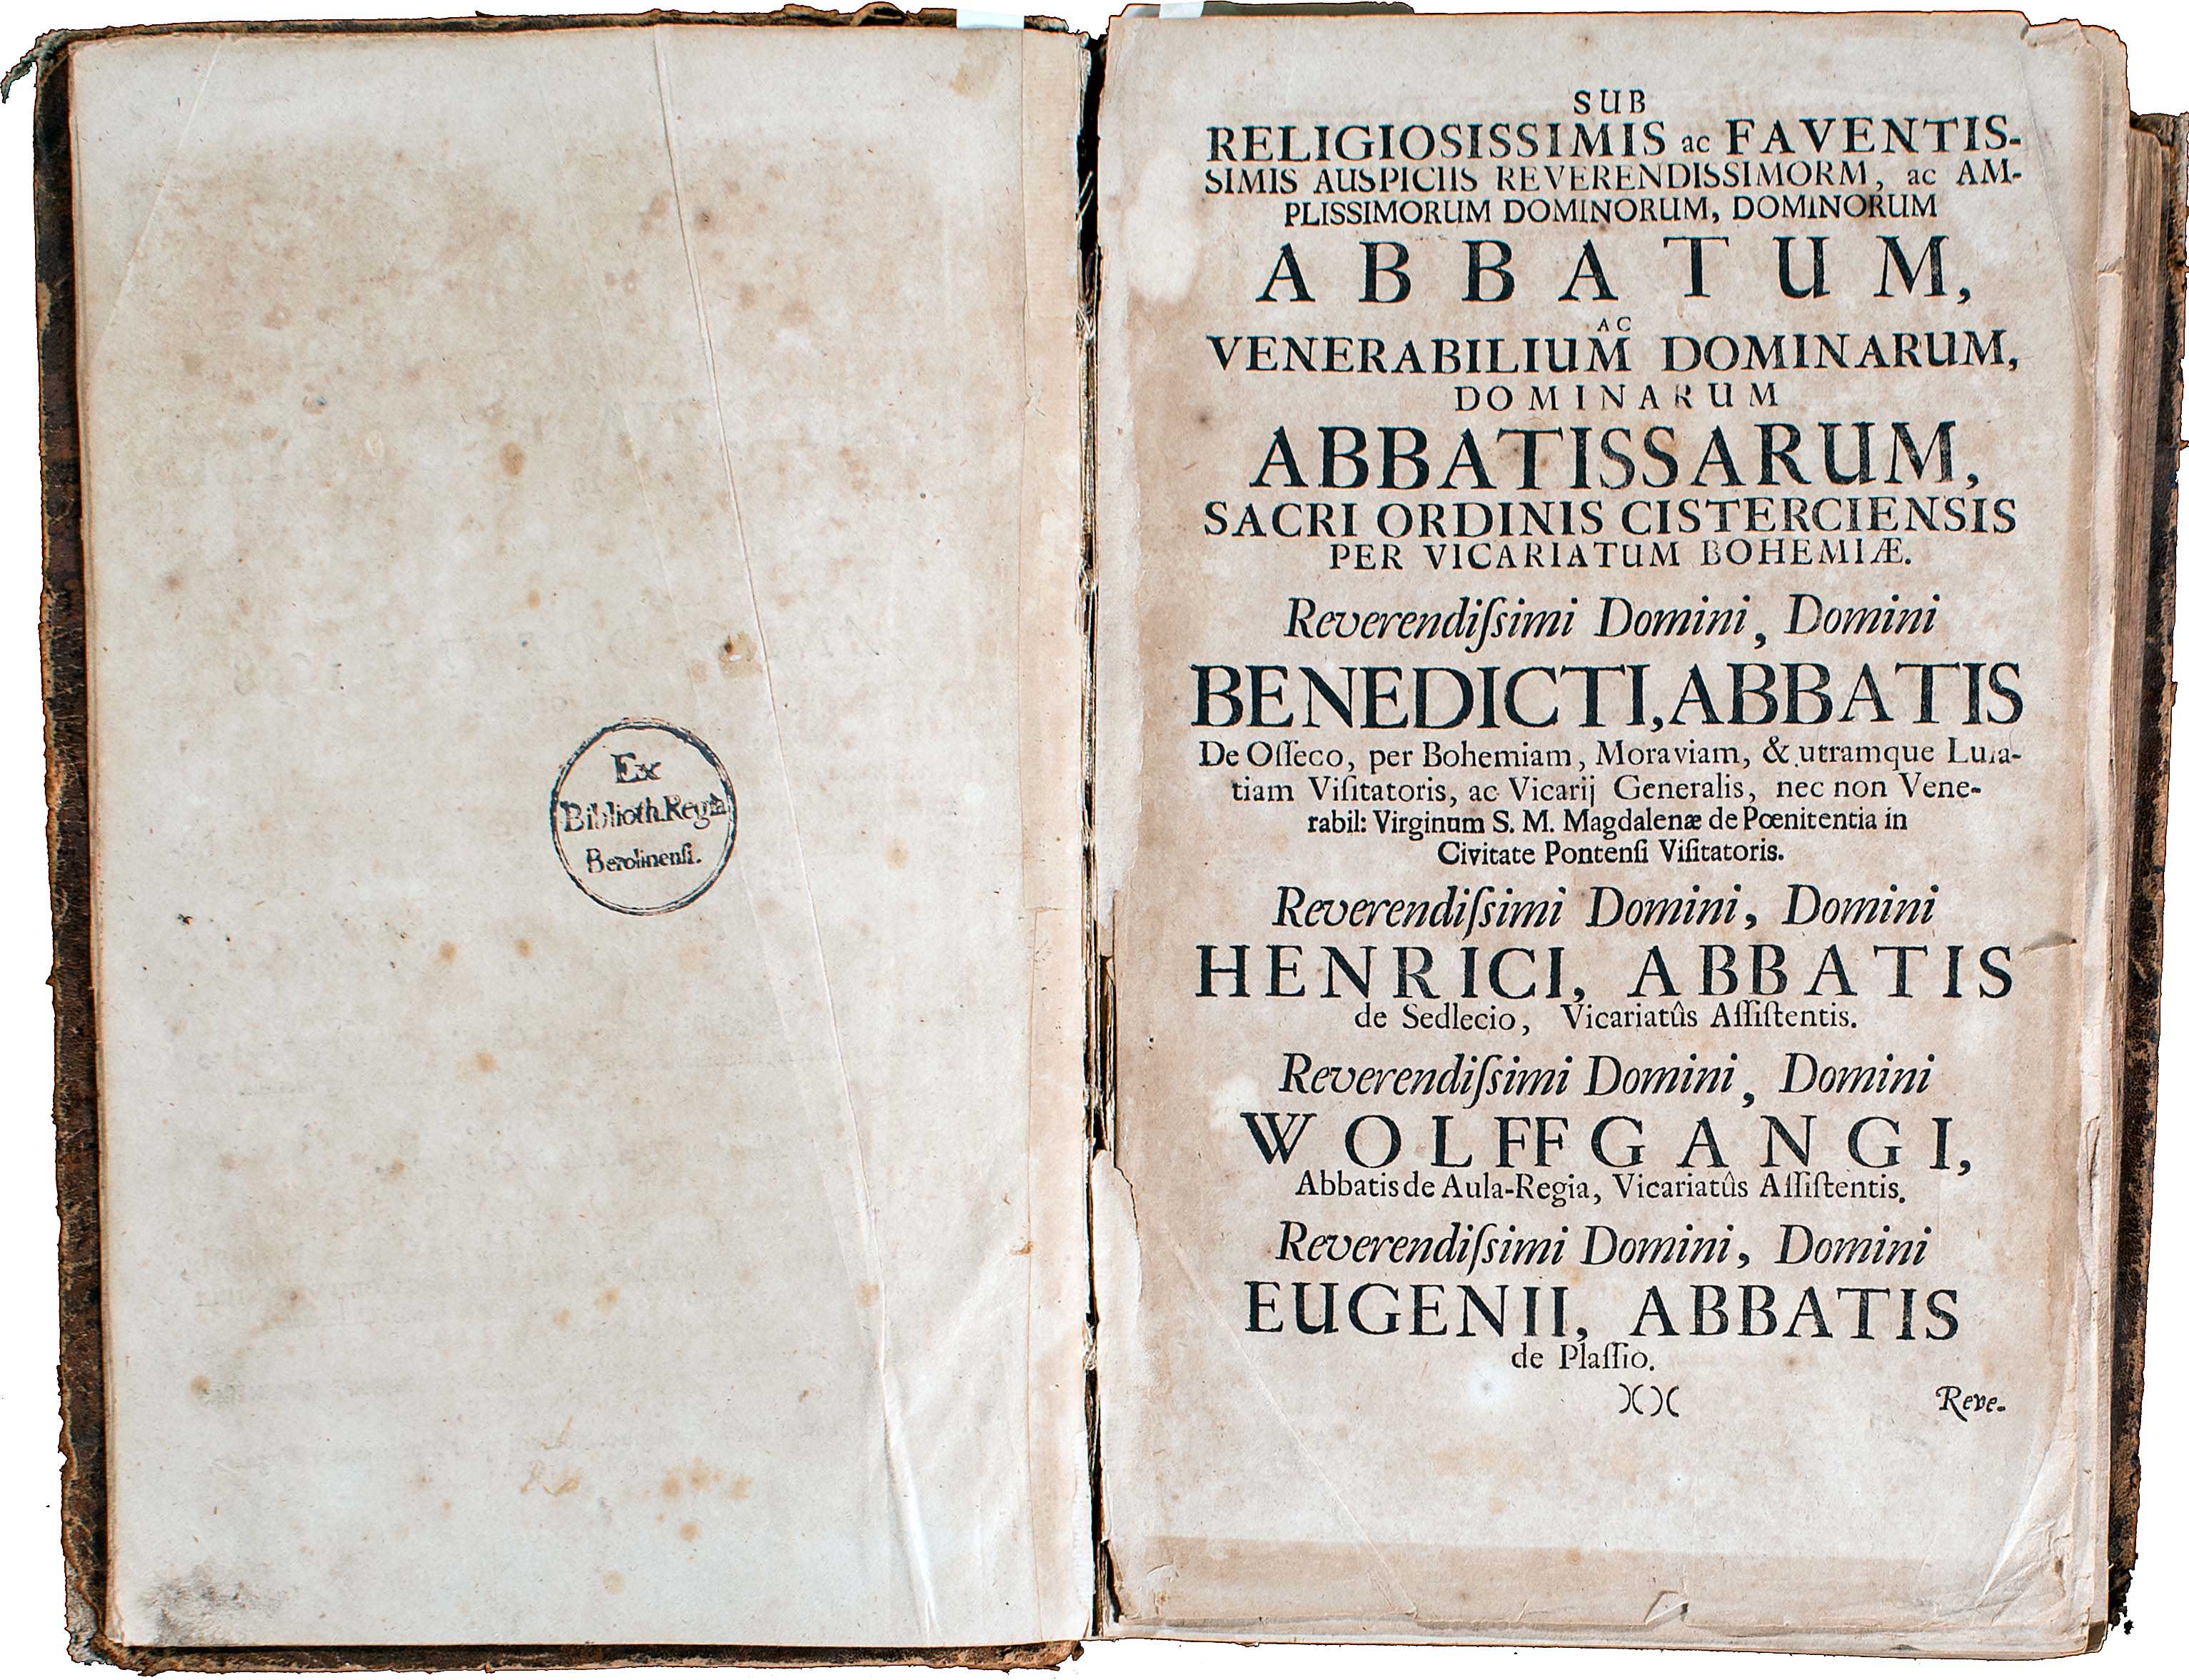 Ex
Biblioth. Regia
Berolinenſi.
SUB
RELIGIOSISSIMIS ac FAVENTIS-
SIMIS AUSPICIIS REVERENDISSIMORM, ac AM-
PLISSIMORUM DOMINORUM, DOMINORUM
ABBATUM,
AC
VENERABILIUM DOMINARUM,
DOMINARUM
ABBATISSARUM,
SACRI ORDINIS CISTERCIENSIS
PER VICARIATUM BOHEMIÆ.
Reverendiſsimi Domini, Domini
BENEDICTI, ABBATIS
De Oſſeco, per Bohemiam, Moraviam, & utramque Luſa-
tiam Viſitatoris, ac Vicarij Generalis, nec non Vene-
rabil: Virginum S. M. Magdalenæ de Pœnitentia in
Civitate Pontenſi Viſitatoris.
Reverendiſsimi Domini, Domini
HENRICI, ABBATIS
de Sedlecio, Vicariatûs Aſſiſtentis.
Reverendiſsimi Domini, Domini
WOLFFGANGI,
Abbatis de Aula-Regia, Vicariatûs Aſſiſtentis.
Reverendiſsimi Domini, Domini
EUGENII, ABBATIS
de Plaſſio.
)( )(
Reve-